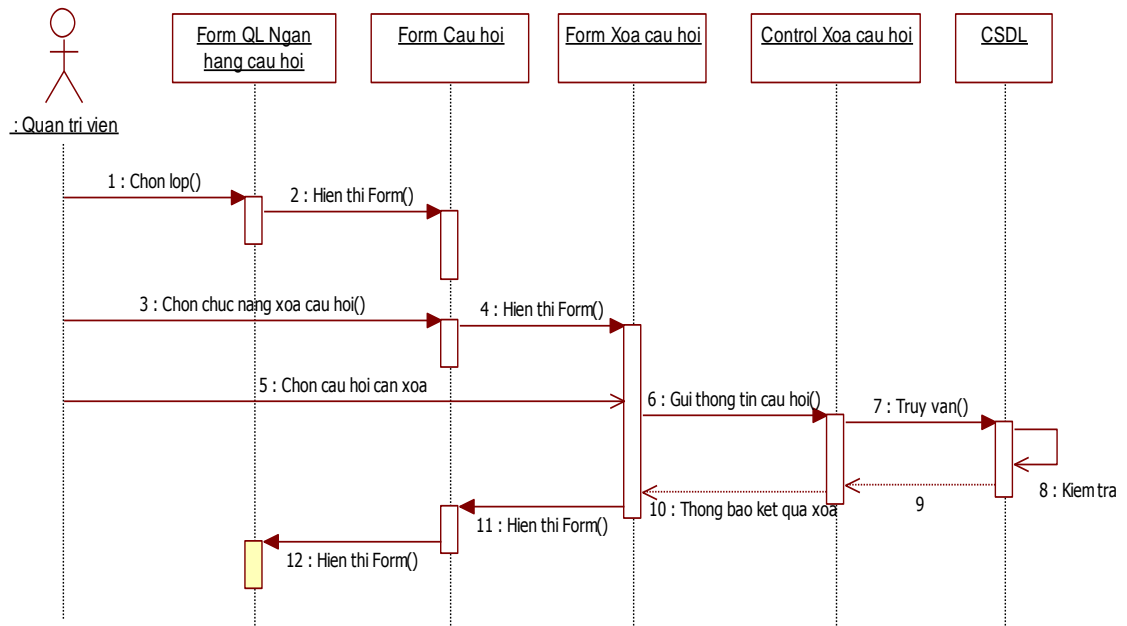 Form QL Ngan
hang cau hoi
Form Cau hoi
Form Xoa cau hoi
Control Xoa cau hoi
CSDL
: Quan tri vien
1 : Chon lop()
2 : Hien thi Form()
3 : Chon chuc nang xoa cau hoi()
4 : Hien thi Form()
5 : Chon cau hoi can xoa
6 : Gui thong tin cau hoi()
7 : Truy van()
8 : Kiem tra
9
10 : Thong bao ket qua xoa
11 : Hien thi Form()
12 : Hien thi Form()